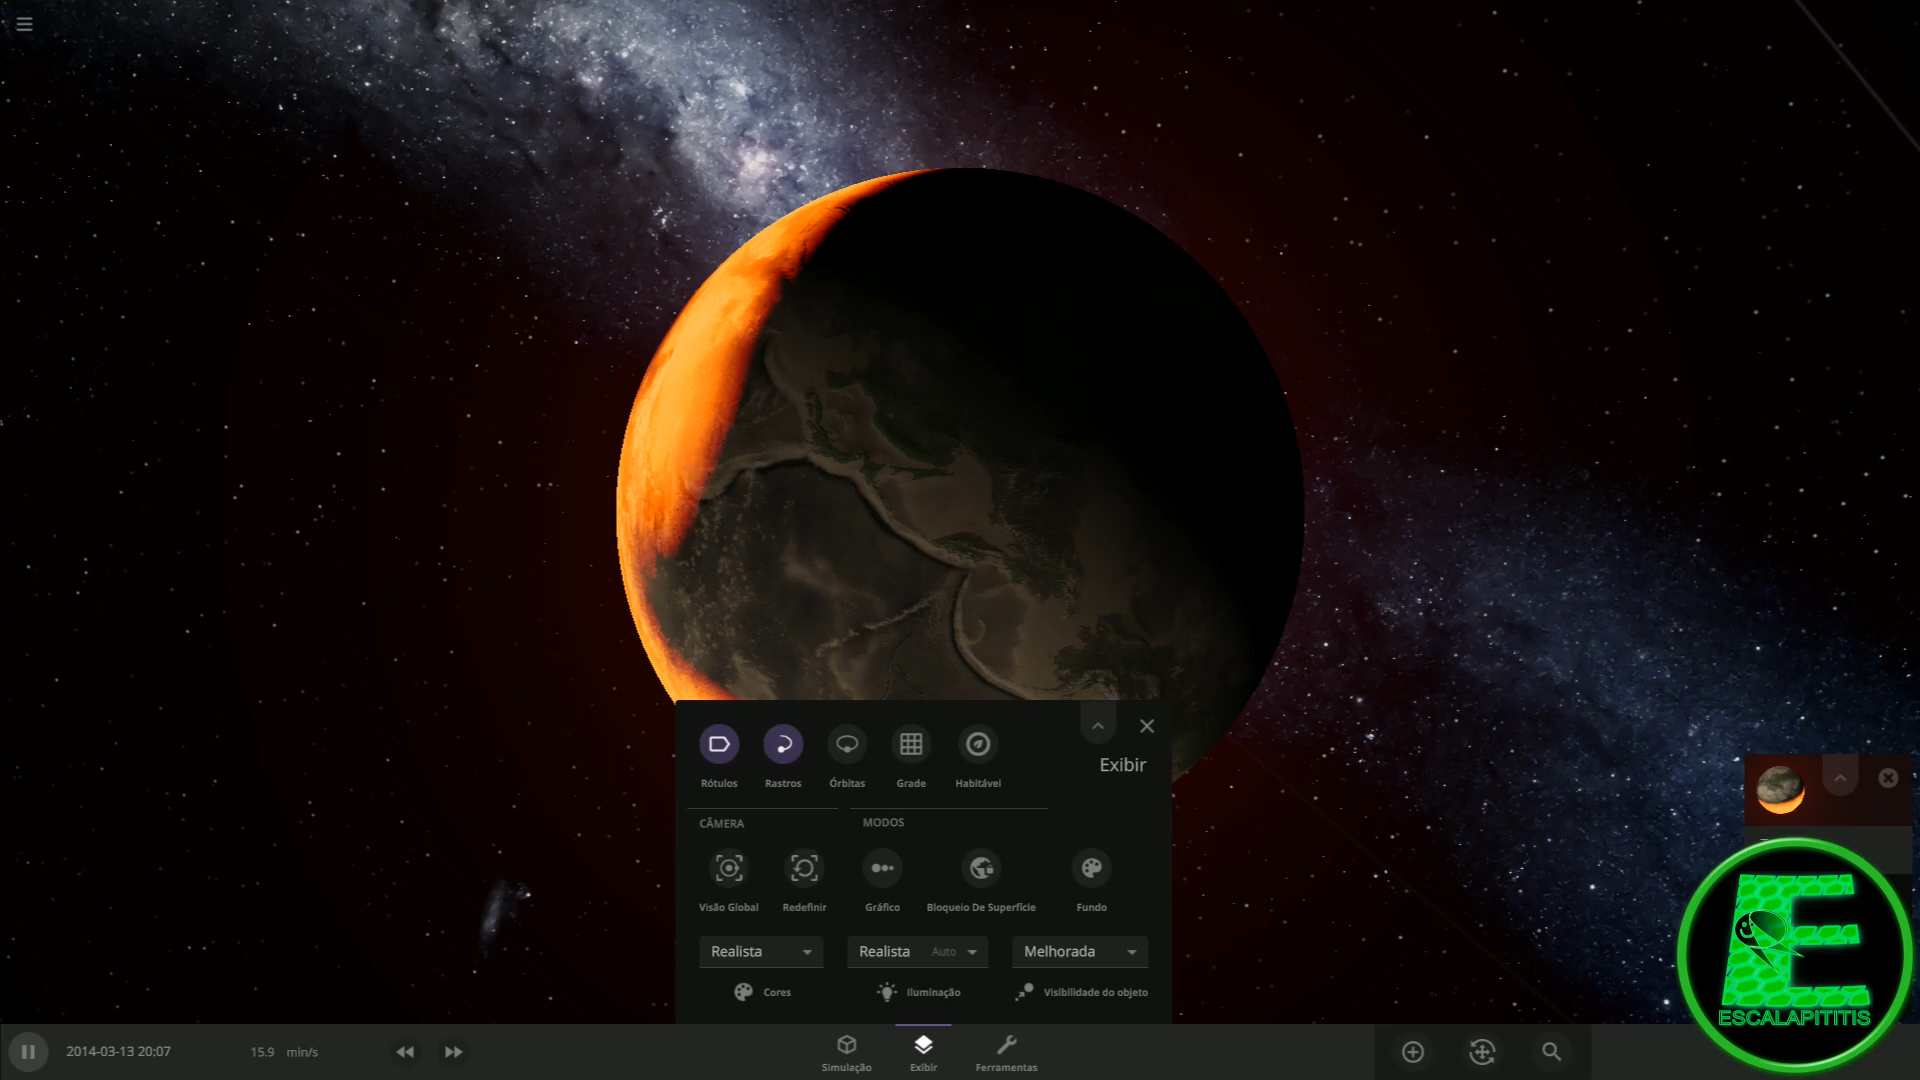 Exibir
Rótulos
Rastros
Órbitas
Grade
Habitável
CÂMERA
MODOS
Visão Global
Redefinir
Gráfico
Bloqueio De Superfície
Fundo
Realista
Realista Auto
Melhorada
Cores
Iluminação
Visibilidade do objeto
ESCALAPITITIS
2014-03-13 20:07
15.9 min/s
Simulação
Exibir
Ferramentas